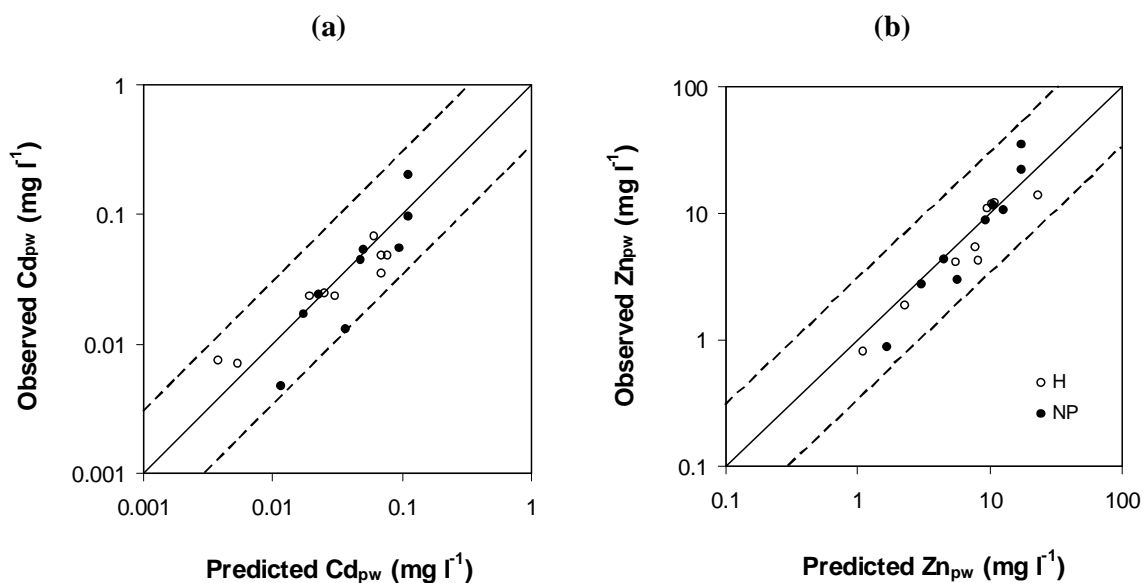 (a)
Observed Cdpw (mg l-1)
1
0.1
0.01
0.001
0.001
0.01
0.1
1
Predicted Cdpw (mg l-1)
(b)
Observed Znpw (mg l-1)
100
10
1
0.1
0.1
1
10
100
H
NP
Predicted Znpw (mg l-1)